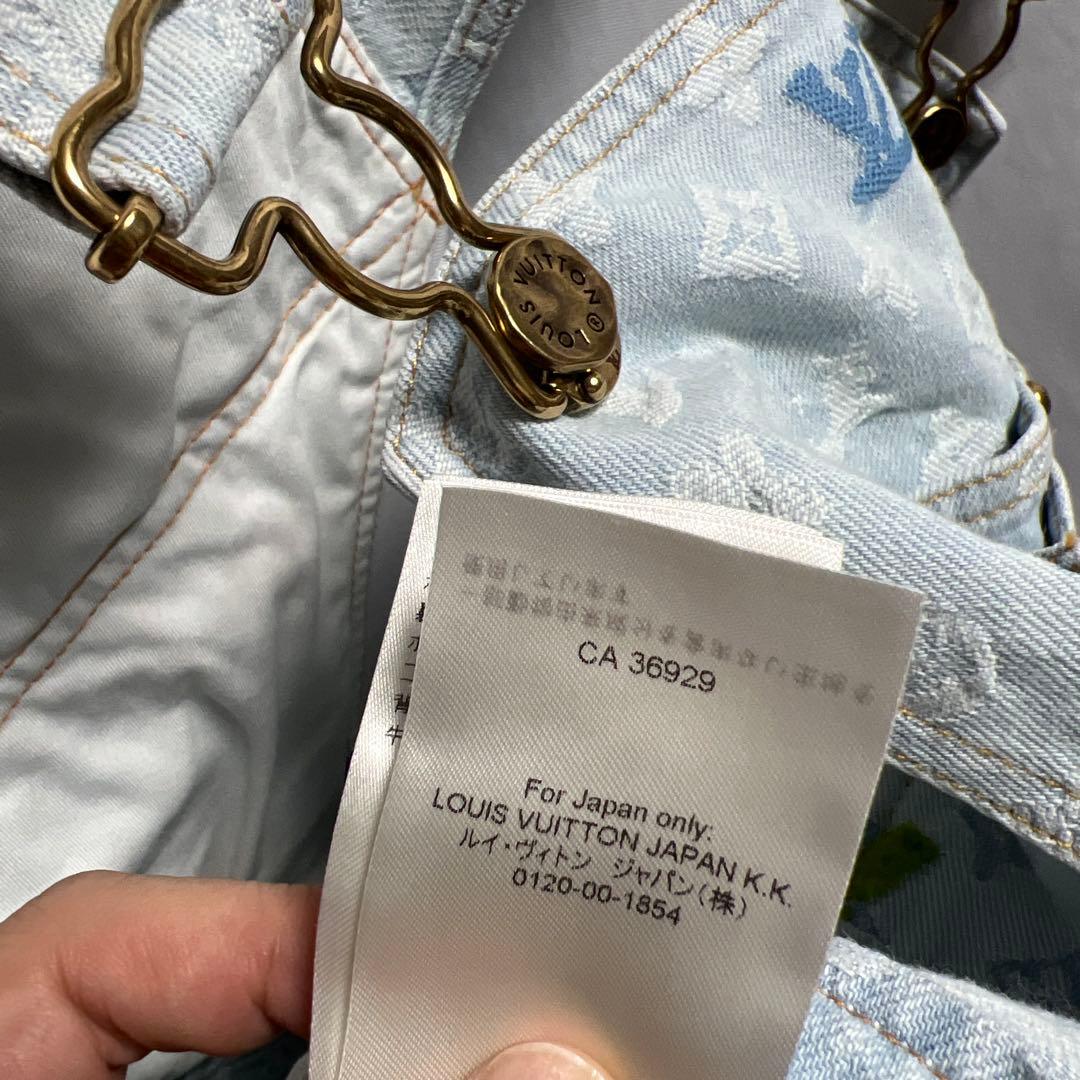 LOUIS VUITTON ®
LV
CA 36929
For Japan only:
LOUIS VUITTON JAPAN K.K.
ルイ・ヴィトン ジャパン(株)
0120-00-1854